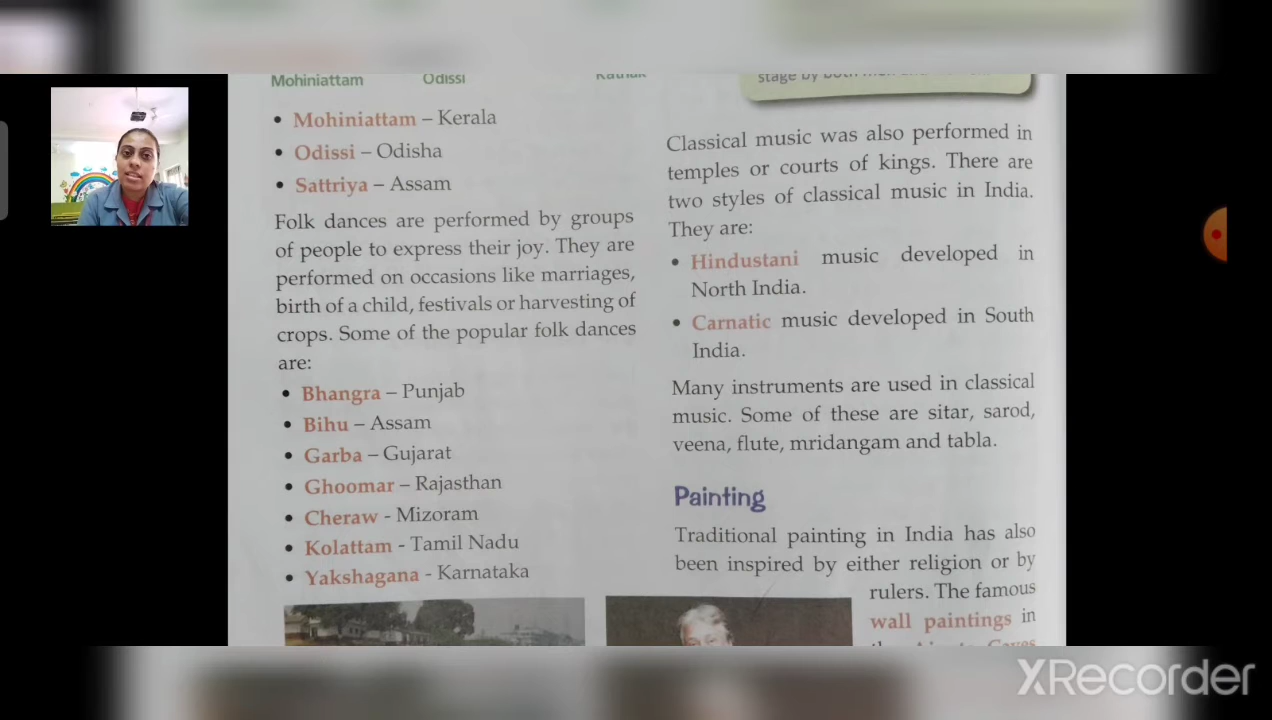 Mohiniattam Odissi Kathak
• Mohiniattam – Kerala
• Odissi – Odisha
• Sattriya – Assam
Folk dances are performed by groups
of people to express their joy. They are
performed on occasions like marriages,
birth of a child, festivals or harvesting of
crops. Some of the popular folk dances
are:
• Bhangra – Punjab
• Bihu – Assam
• Garba – Gujarat
• Ghoomar – Rajasthan
• Cheraw - Mizoram
• Kolattam - Tamil Nadu
• Yakshagana - Karnataka
stage by both
Classical music was also performed in
temples or courts of kings. There are
two styles of classical music in India.
They are:
• Hindustani music developed in
North India.
• Carnatic music developed in South
India.
Many instruments are used in classical
music. Some of these are sitar, sarod,
veena, flute, mridangam and tabla.
Painting
Traditional painting in India has also
been inspired by either religion or by
rulers. The famous
wall paintings in
XRecorder